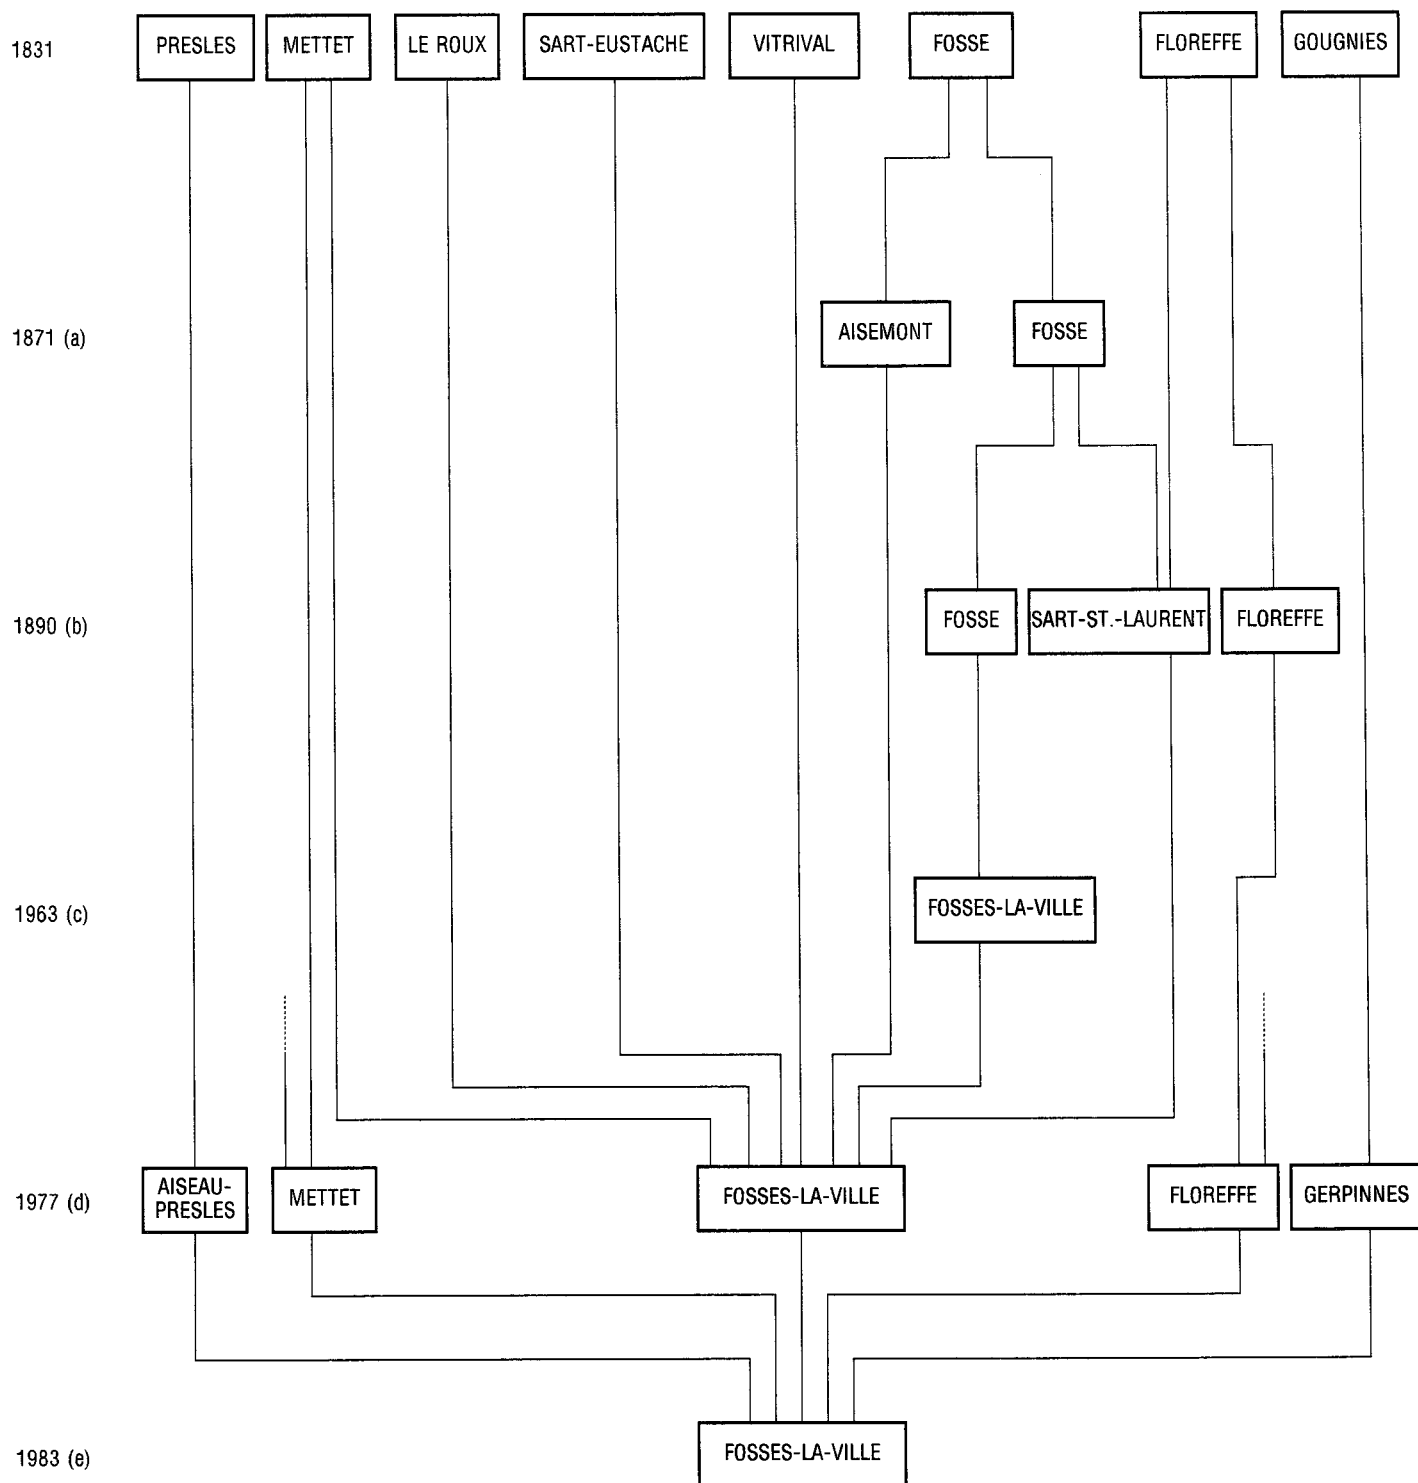 1831 PRESLES METTET LE ROUX SART-EUSTACHE VITRIVAL FOSSE FLOREFFE GOUGNIES
1871 (a) AISEMONT FOSSE
1890 (b) FOSSE SART-ST.-LAURENT FLOREFFE
1963 (c) FOSSES-LA-VILLE
1977 (d) AISEAU-
PRESLES METTET FOSSES-LA-VILLE FLOREFFE GERPINNES
1983 (e) FOSSES-LA-VILLE